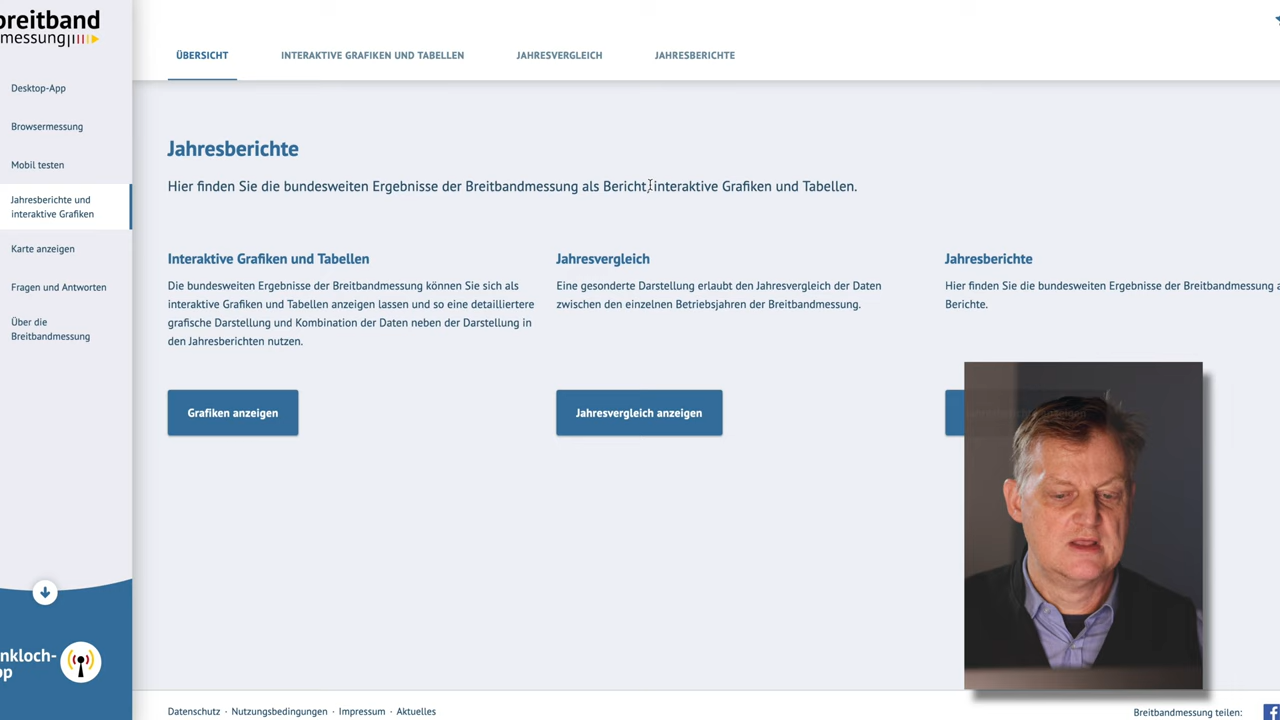 breitband
messung
ÜBERSICHT
INTERAKTIVE GRAFIKEN UND TABELLEN
JAHRESVERGLEICH
JAHRESBERICHTE
Desktop-App
Browsermessung
Mobil testen
Jahresberichte und
interaktive Grafiken
Karte anzeigen
Fragen und Antworten
Über die
Breitbandmessung
nkloch-
pp
Jahresberichte
Hier finden Sie die bundesweiten Ergebnisse der Breitbandmessung als Bericht, interaktive Grafiken und Tabellen.
Interaktive Grafiken und Tabellen
Die bundesweiten Ergebnisse der Breitbandmessung können Sie sich als
interaktive Grafiken und Tabellen anzeigen lassen und so eine detailliertere
grafische Darstellung und Kombination der Daten neben der Darstellung in
den Jahresberichten nutzen.
Grafiken anzeigen
Jahresvergleich
Eine gesonderte Darstellung erlaubt den Jahresvergleich der Daten
zwischen den einzelnen Betriebsjahren der Breitbandmessung.
Jahresvergleich anzeigen
Jahresberichte
Hier finden Sie die bundesweiten Ergebnisse der Breitbandmessung a
Berichte.
Datenschutz · Nutzungsbedingungen · Impressum · Aktuelles
Breitbandmessung teilen: